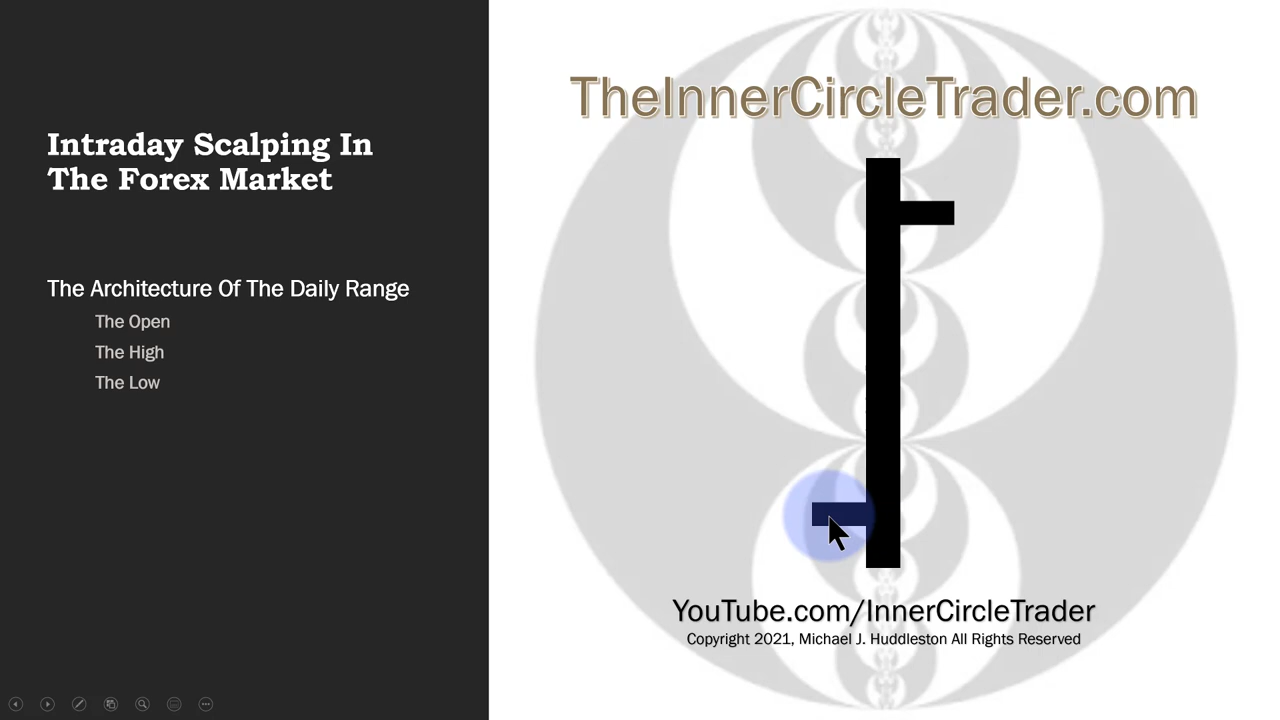 Intraday Scalping In
The Forex Market
The Architecture Of The Daily Range
The Open
The High
The Low
TheInnerCircleTrader.com
YouTube.com/InnerCircleTrader
Copyright 2021, Michael J. Huddleston All Rights Reserved